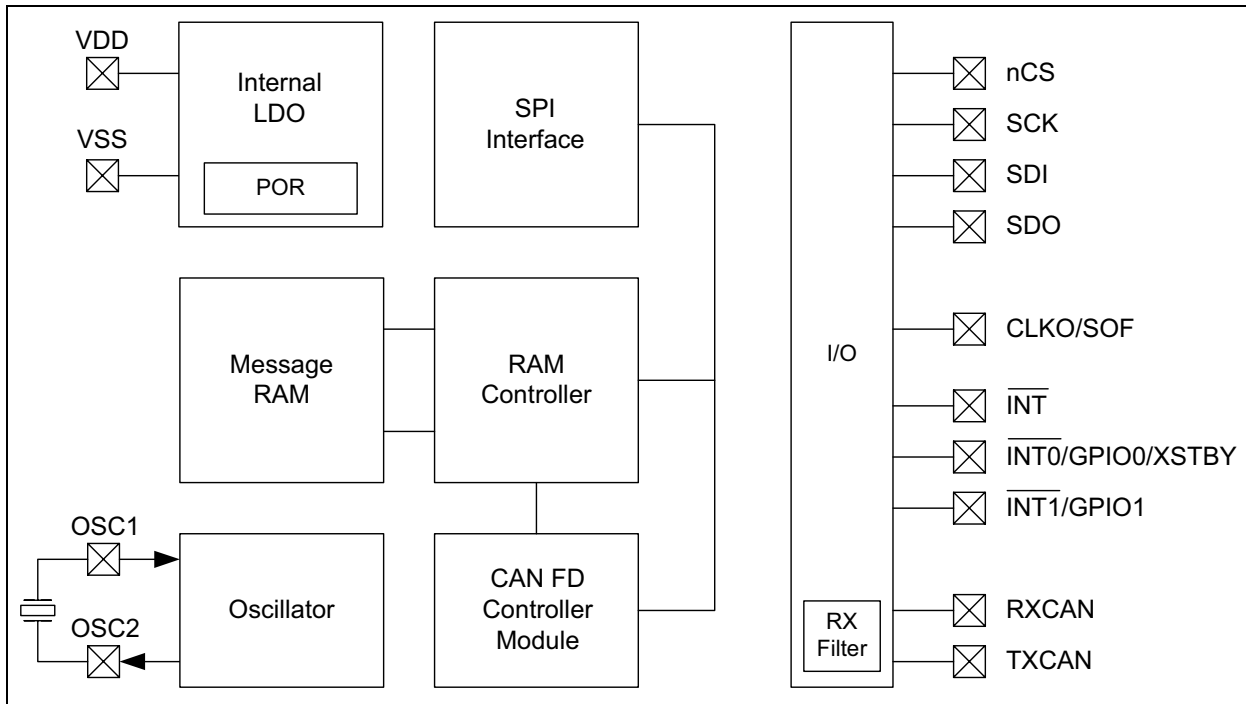 VDD
VSS
Internal
LDO
POR
SPI
Interface
Message
RAM
RAM
Controller
OSC1
OSC2
Oscillator
CAN FD
Controller
Module
I/O
RX
Filter
nCS
SCK
SDI
SDO
CLKO/SOF
INT
INT0/GPIO0/XSTBY
INT1/GPIO1
RXCAN
TXCAN